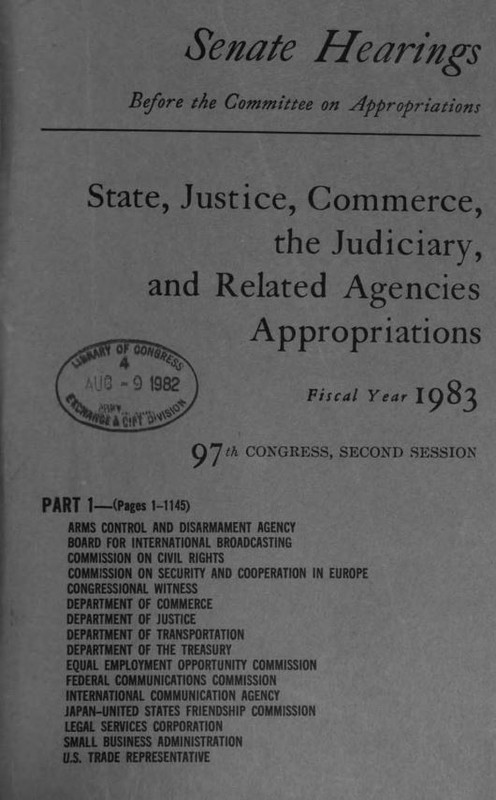 Senate Hearings
Before the Committee on Appropriations
State, Justice, Commerce,
the Judiciary,
and Related Agencies
Appropriations
LIBRARY OF CONGRESS
4
AUG -9 1982
EXCHANGE & GIFT DIVISION
Fiscal Year 1983
97th CONGRESS, SECOND SESSION
PART 1—(Pages 1-1145)
ARMS CONTROL AND DISARMAMENT AGENCY
BOARD FOR INTERNATIONAL BROADCASTING
COMMISSION ON CIVIL RIGHTS
COMMISSION ON SECURITY AND COOPERATION IN EUROPE
CONGRESSIONAL WITNESS
DEPARTMENT OF COMMERCE
DEPARTMENT OF JUSTICE
DEPARTMENT OF TRANSPORTATION
DEPARTMENT OF THE TREASURY
EQUAL EMPLOYMENT OPPORTUNITY COMMISSION
FEDERAL COMMUNICATIONS COMMISSION
INTERNATIONAL COMMUNICATION AGENCY
JAPAN-UNITED STATES FRIENDSHIP COMMISSION
LEGAL SERVICES CORPORATION
SMALL BUSINESS ADMINISTRATION
U.S. TRADE REPRESENTATIVE